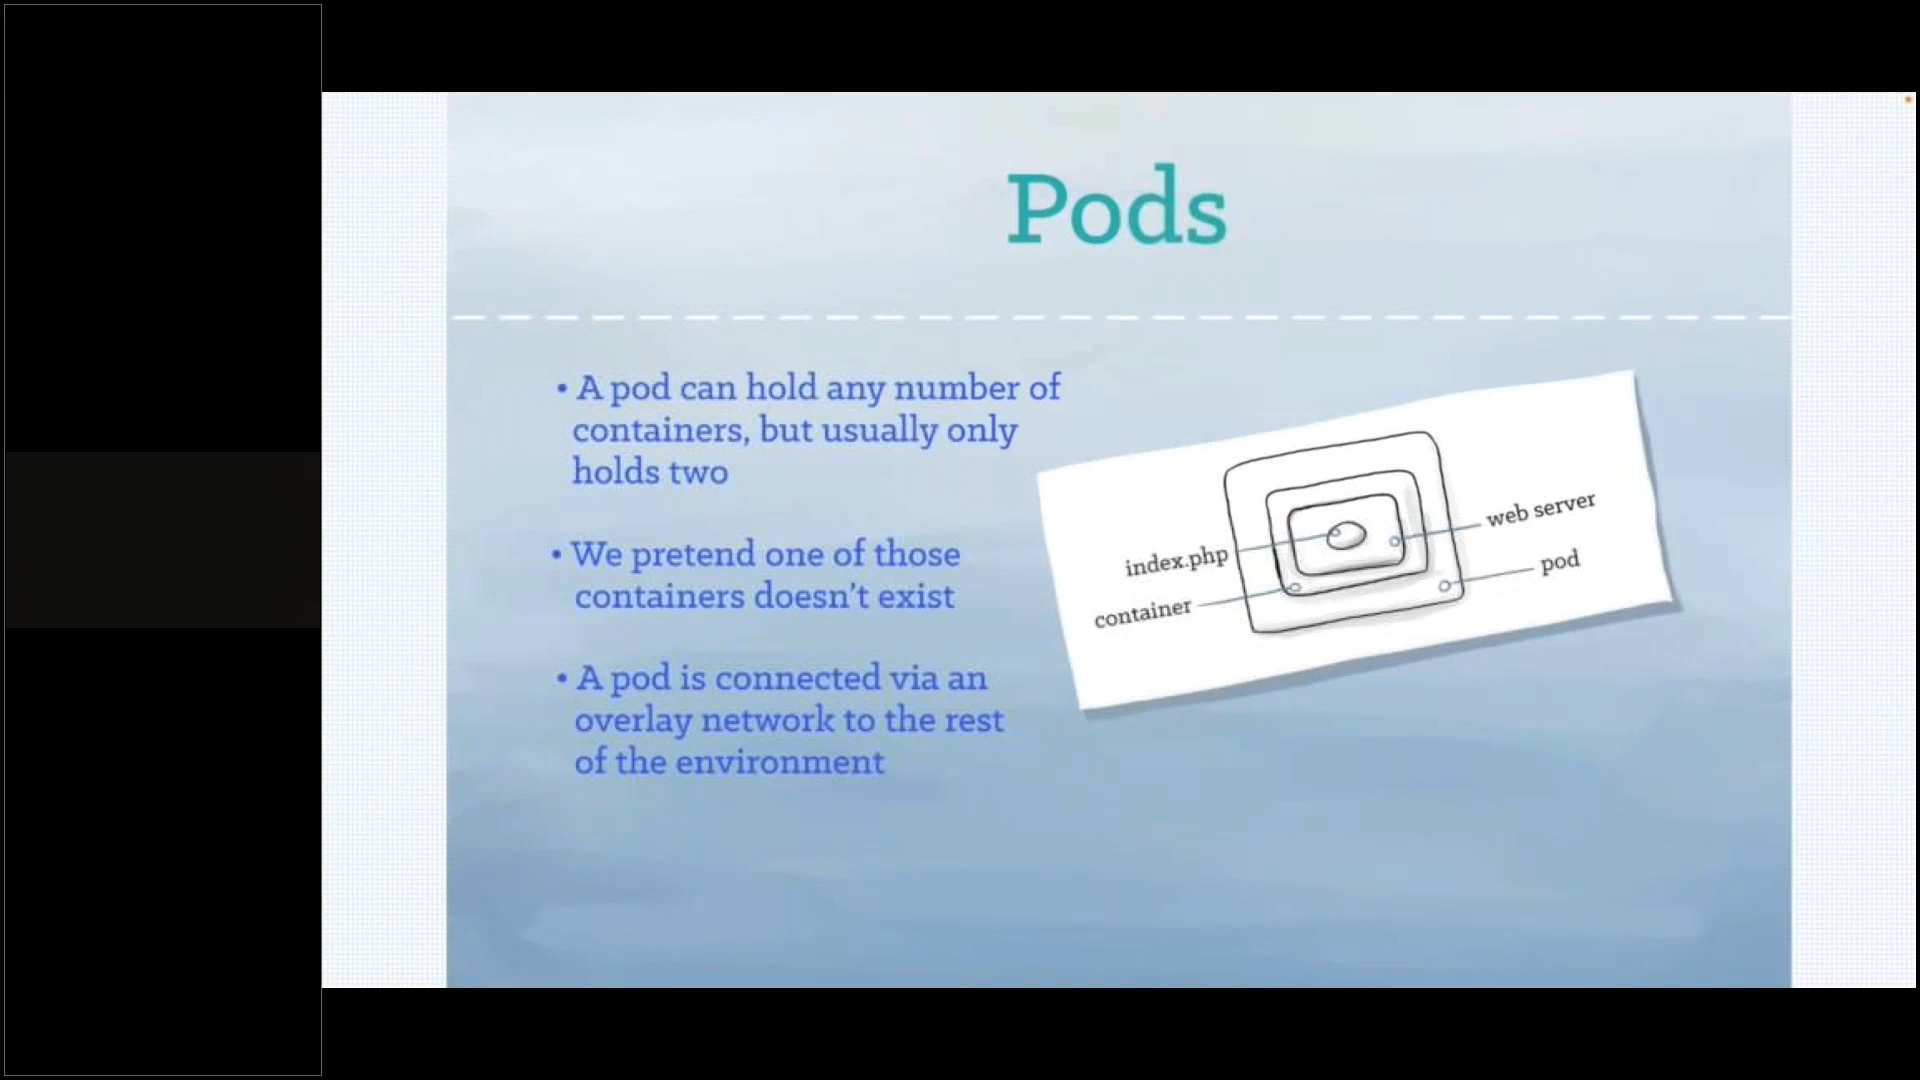 Pods
• A pod can hold any number of
containers, but usually only
holds two
• We pretend one of those
containers doesn’t exist
• A pod is connected via an
overlay network to the rest
of the environment
web server
index.php
pod
container